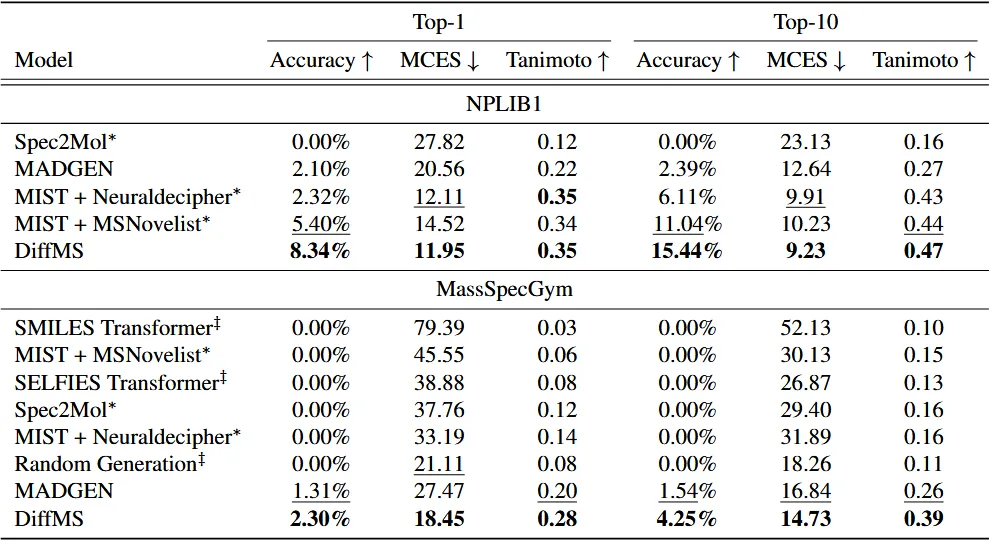 Top-1 Top-10
Model Accuracy ↑ MCES ↓ Tanimoto ↑ Accuracy ↑ MCES ↓ Tanimoto ↑
NPLIB1
Spec2Mol* 0.00% 27.82 0.12 0.00% 23.13 0.16
MADGEN 2.10% 20.56 0.22 2.39% 12.64 0.27
MIST + Neuraldecipher* 2.32% 12.11 0.35 6.11% 9.91 0.43
MIST + MSNovelist* 5.40% 14.52 0.34 11.04% 10.23 0.44
DiffMS 8.34% 11.95 0.35 15.44% 9.23 0.47
MassSpecGym
SMILES Transformer‡ 0.00% 79.39 0.03 0.00% 52.13 0.10
MIST + MSNovelist* 0.00% 45.55 0.06 0.00% 30.13 0.15
SELFIES Transformer‡ 0.00% 38.88 0.08 0.00% 26.87 0.13
Spec2Mol* 0.00% 37.76 0.12 0.00% 29.40 0.16
MIST + Neuraldecipher* 0.00% 33.19 0.14 0.00% 31.89 0.16
Random Generation‡ 0.00% 21.11 0.08 0.00% 18.26 0.11
MADGEN 1.31% 27.47 0.20 1.54% 16.84 0.26
DiffMS 2.30% 18.45 0.28 4.25% 14.73 0.39